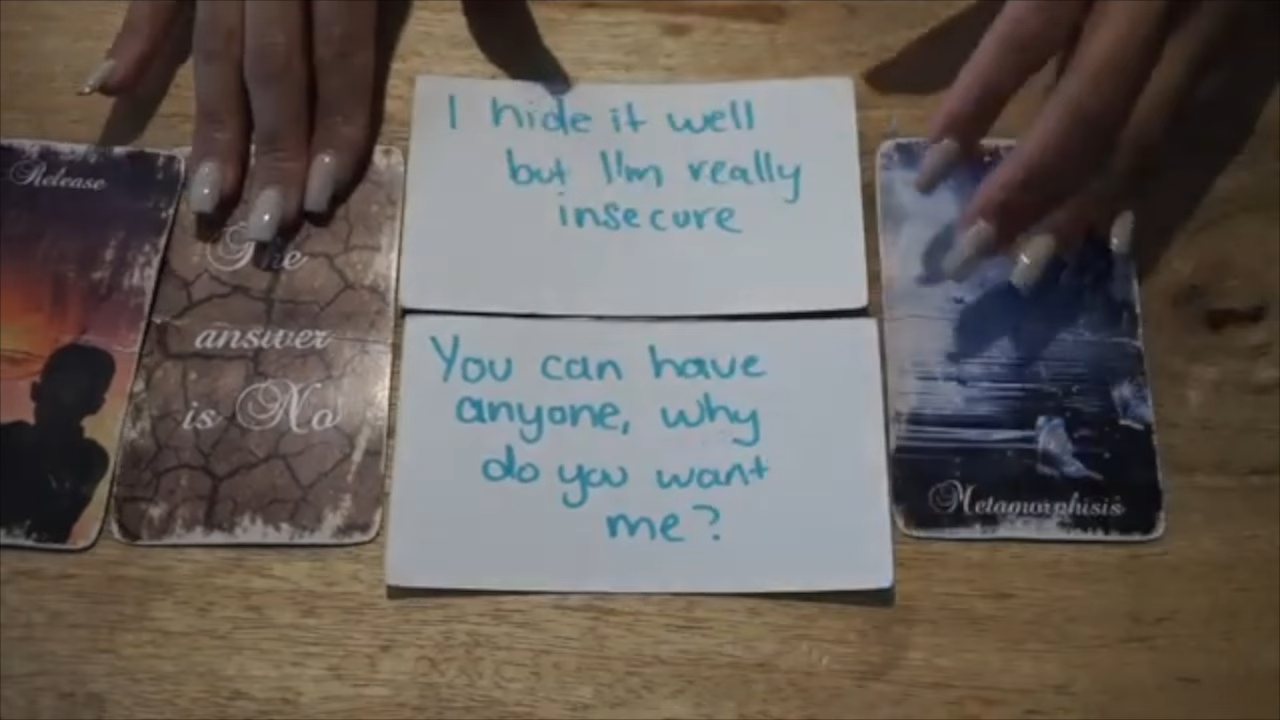 Release
The
answer
is No
I hide it well
but I'm really
insecure
You can have
anyone, why
do you want
me?
Metamorphisis